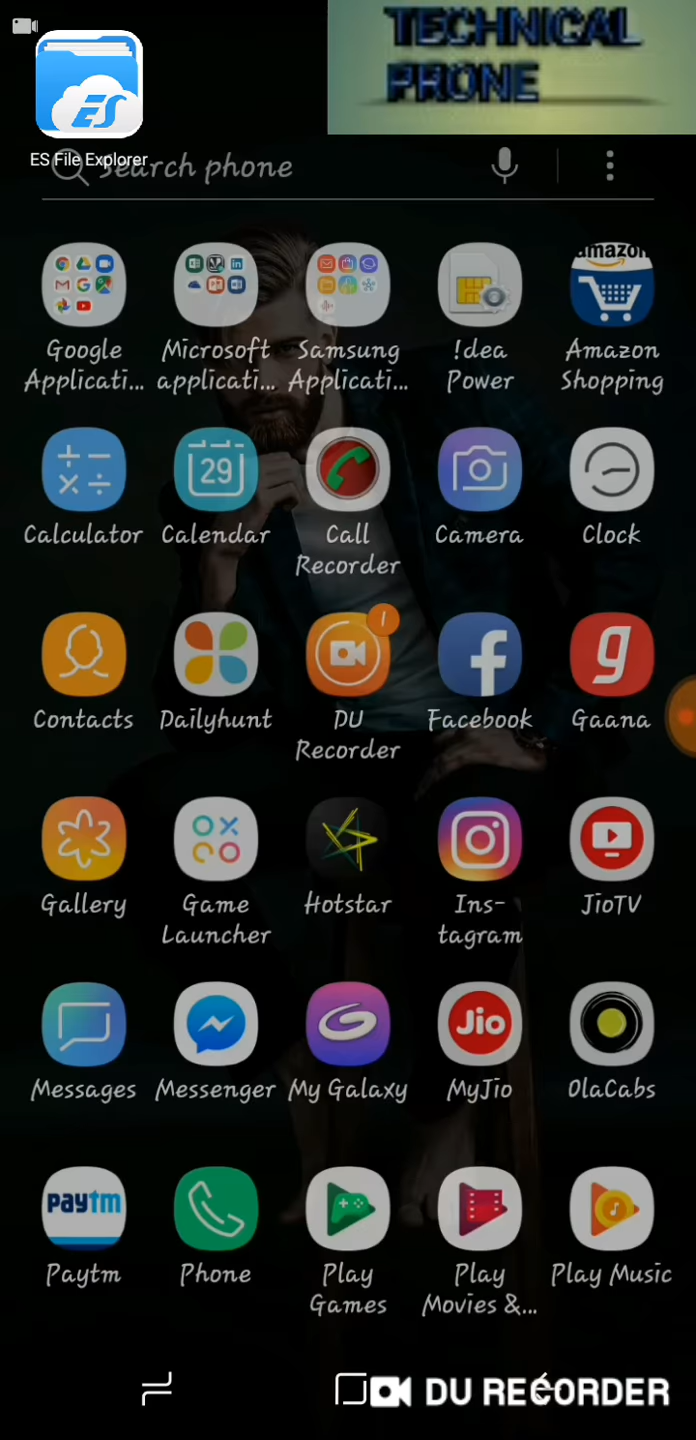 TECHNICAL
PRONE
ES
ES File Explorer
Search phone
amazon
Google Applicati...
Microsoft applicati...
Samsung Applicati...
!dea Power
Amazon Shopping
29
Calculator
Calendar
Call Recorder
Camera
Clock
1
Contacts
Dailyhunt
DU Recorder
Facebook
Gaana
Gallery
Game Launcher
Hotstar
Ins-tagram
JioTV
Jio
Messages
Messenger
My Galaxy
MyJio
OlaCabs
paytm
Paytm
Phone
Play Games
Play Movies &...
Play Music
DU RECORDER